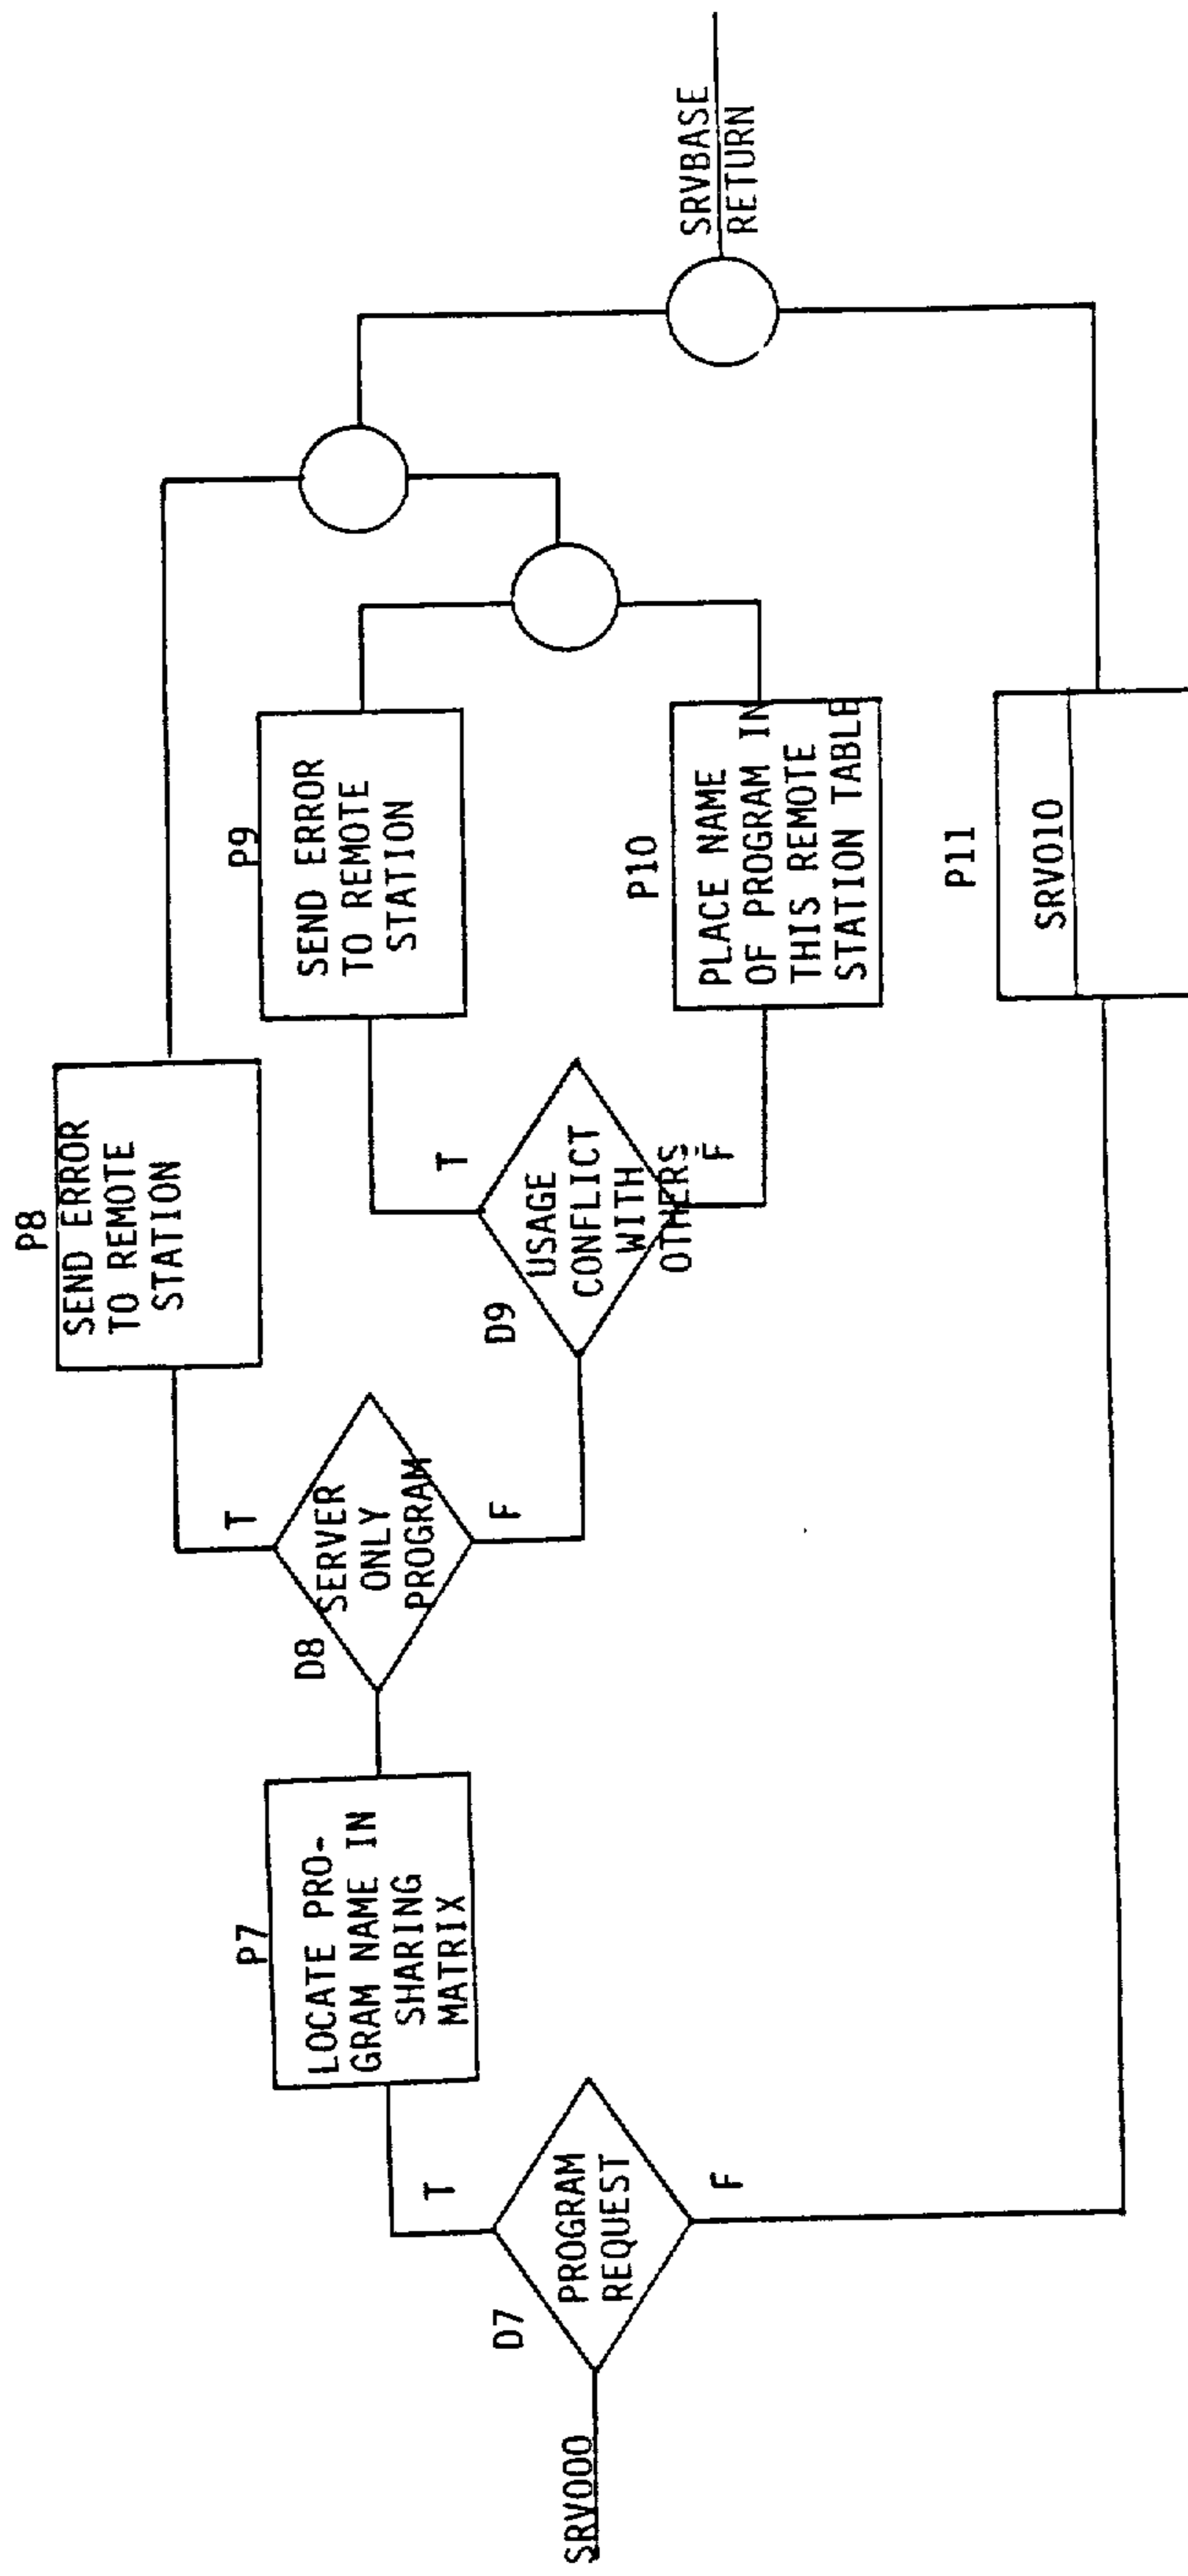 SRV000
D7
PROGRAM
REQUEST
T
F
P7
LOCATE PRO-
GRAM NAME IN
SHARING
MATRIX
D8
SERVER
ONLY
PROGRAM
T
F
P8
SEND ERROR
TO REMOTE
STATION
D9
USAGE
CONFLICT
WITH
OTHERS
T
F
P9
SEND ERROR
TO REMOTE
STATION
P10
PLACE NAME
OF PROGRAM IN
THIS REMOTE
STATION TABLE
P11
SRV010
SRVBASE
RETURN